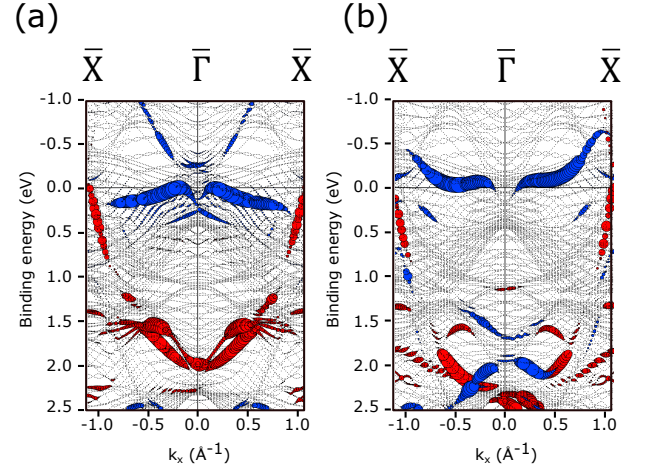 (a) (b)
X̅ Γ̅ X̅ X̅ Γ̅ X̅
-1.0 -1.0
-0.5 -0.5
0.0 0.0
0.5 0.5
1.0 1.0
1.5 1.5
2.0 2.0
2.5 2.5
Binding energy (eV) Binding energy (eV)
-1.0 -0.5 0.0 0.5 1.0 -1.0 -0.5 0.0 0.5 1.0
kₓ (Å⁻¹) kₓ (Å⁻¹)